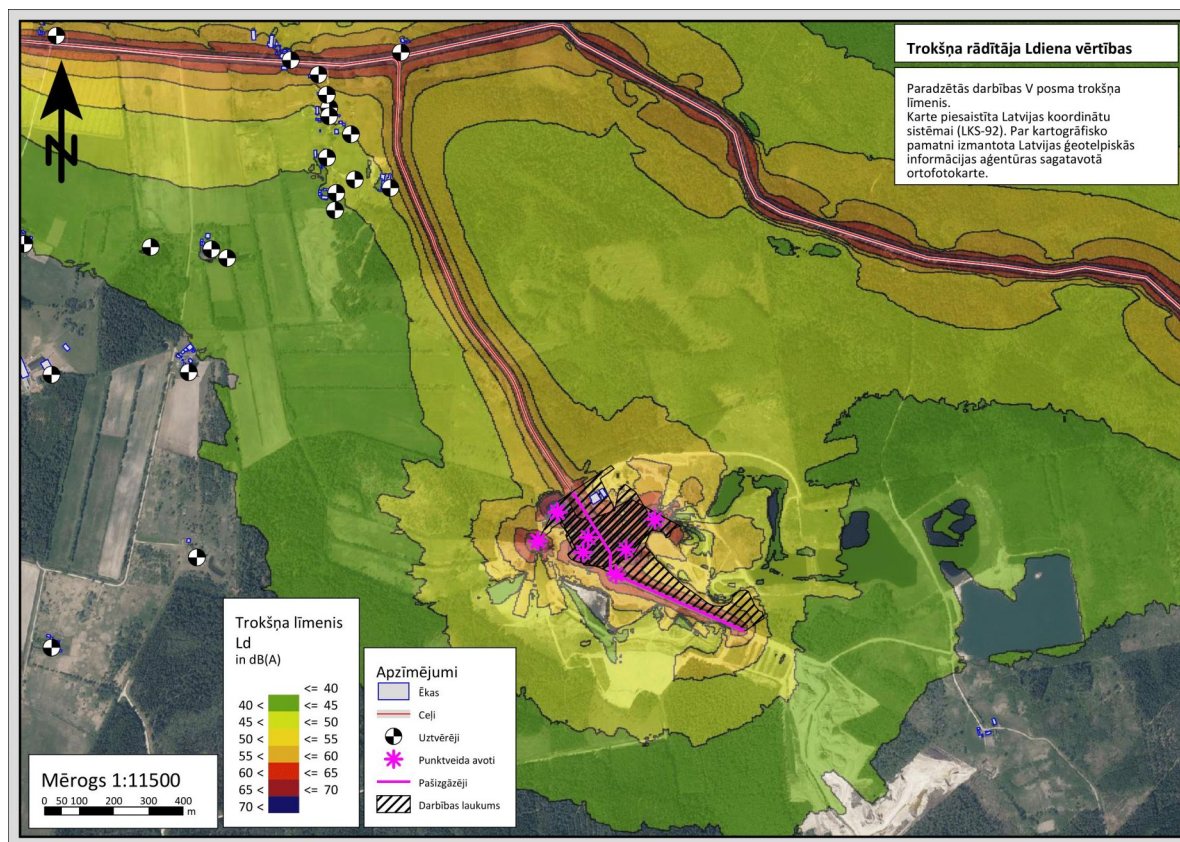 Trokšņa rādītāja Ldiena vērtības
Paradzētās darbības V posma trokšņa
līmenis.
Karte piesaistīta Latvijas koordinātu
sistēmai (LKS-92). Par kartogrāfisko
pamatni izmantota Latvijas ģeotelpiskās
informācijas aģentūras sagatavotā
ortofotokarte.
N
Trokšņa līmenis
Ld
in dB(A)
<= 40
40 < <= 45
45 < <= 50
50 < <= 55
55 < <= 60
60 < <= 65
65 < <= 70
70 <
Apzīmējumi
Ēkas
Ceļi
Uztvērēji
Punktveida avoti
Pašizgāzēji
Darbības laukums
Mērogs 1:11500
0 50 100 200 300 400
m